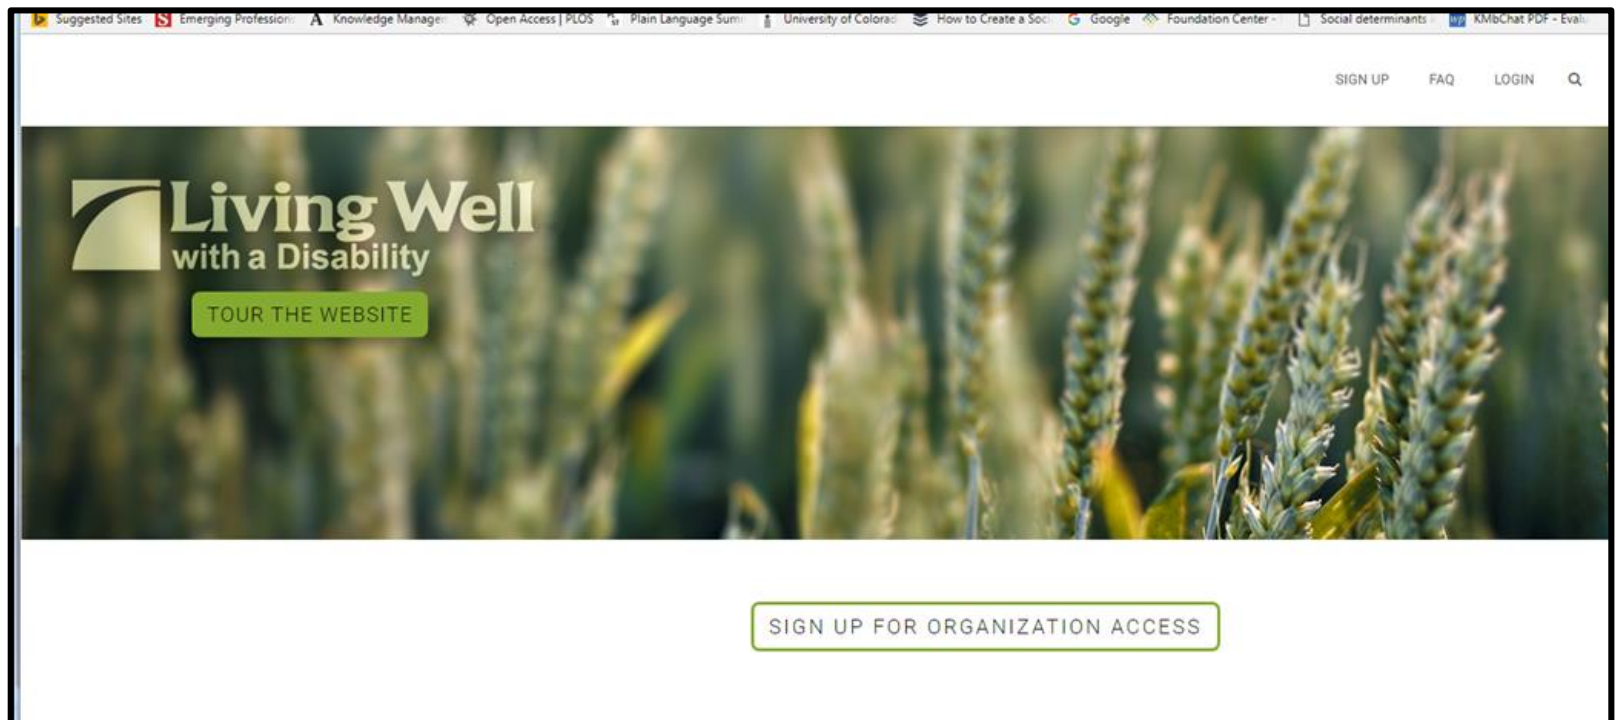 Suggested Sites Emerging Profession Knowledge Manage Open Access | PLOS Plain Language Sum University of Colorad How to Create a Soc Google Foundation Center - Social determinants KMbChat PDF - Eval
SIGN UP FAQ LOGIN
Living Well
with a Disability
TOUR THE WEBSITE
SIGN UP FOR ORGANIZATION ACCESS